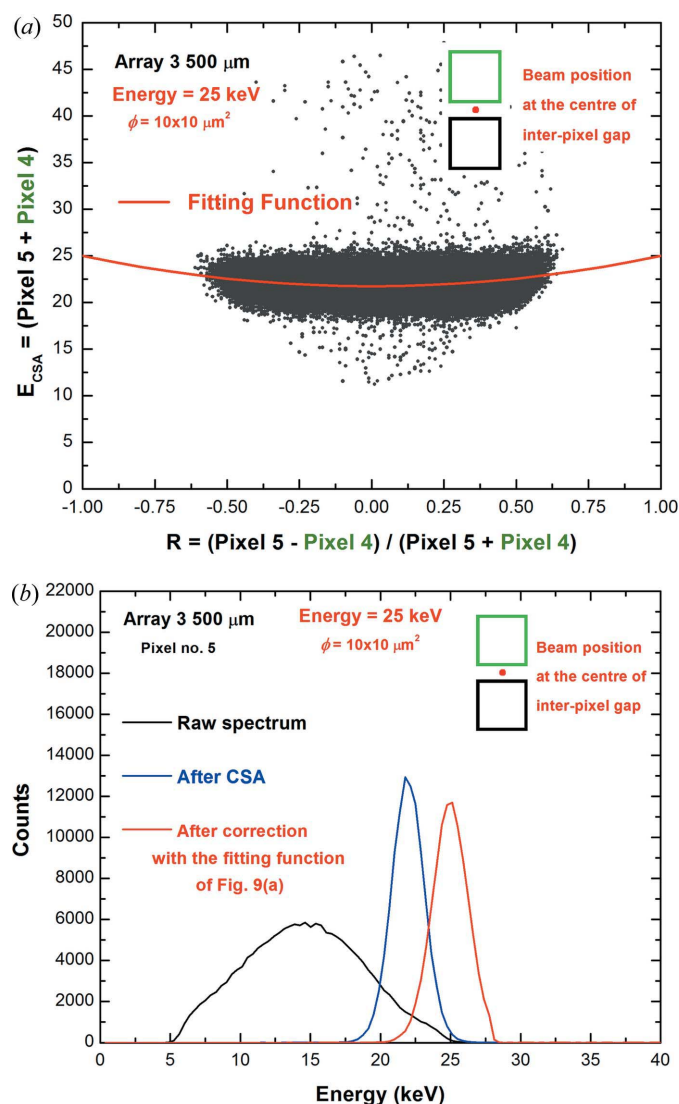 (a)
50
45
40
35
30
25
20
15
10
5
0
E_CSA = (Pixel 5 + Pixel 4)
Array 3 500 μm
Energy = 25 keV
ϕ = 10x10 μm²
Beam position
at the centre of
inter-pixel gap
Fitting Function
-1.00 -0.75 -0.50 -0.25 0.00 0.25 0.50 0.75 1.00
R = (Pixel 5 - Pixel 4) / (Pixel 5 + Pixel 4)
(b)
22000
20000
18000
16000
14000
12000
10000
8000
6000
4000
2000
0
Counts
Array 3 500 μm
Pixel no. 5
Energy = 25 keV
ϕ = 10x10 μm²
Beam position
at the centre of
inter-pixel gap
Raw spectrum
After CSA
After correction
with the fitting function
of Fig. 9(a)
0 5 10 15 20 25 30 35 40
Energy (keV)